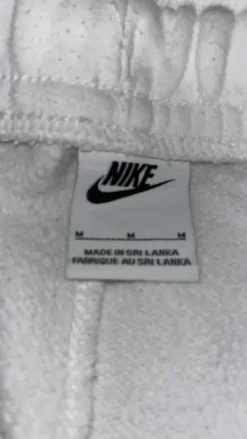 NIKE
M M M
MADE IN SRI LANKA
FABRIQUE AU SRI LANKA